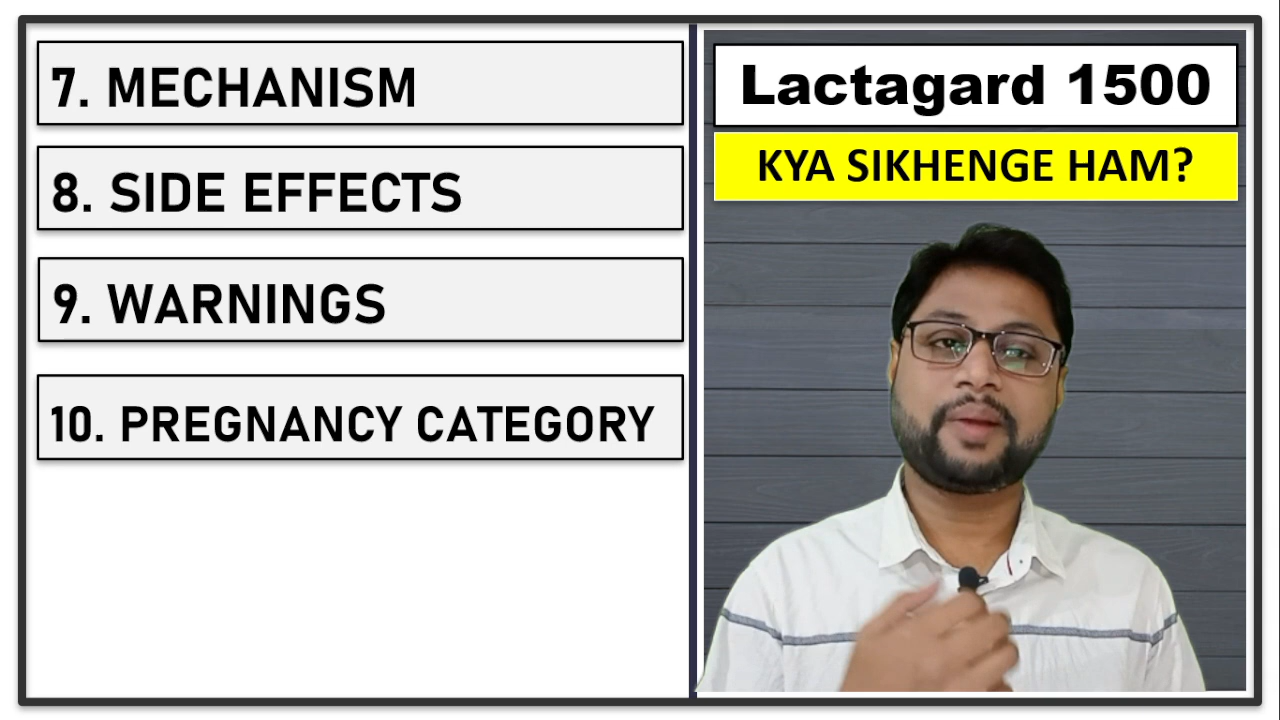 7. MECHANISM
8. SIDE EFFECTS
9. WARNINGS
10. PREGNANCY CATEGORY
Lactagard 1500
KYA SIKHENGE HAM?